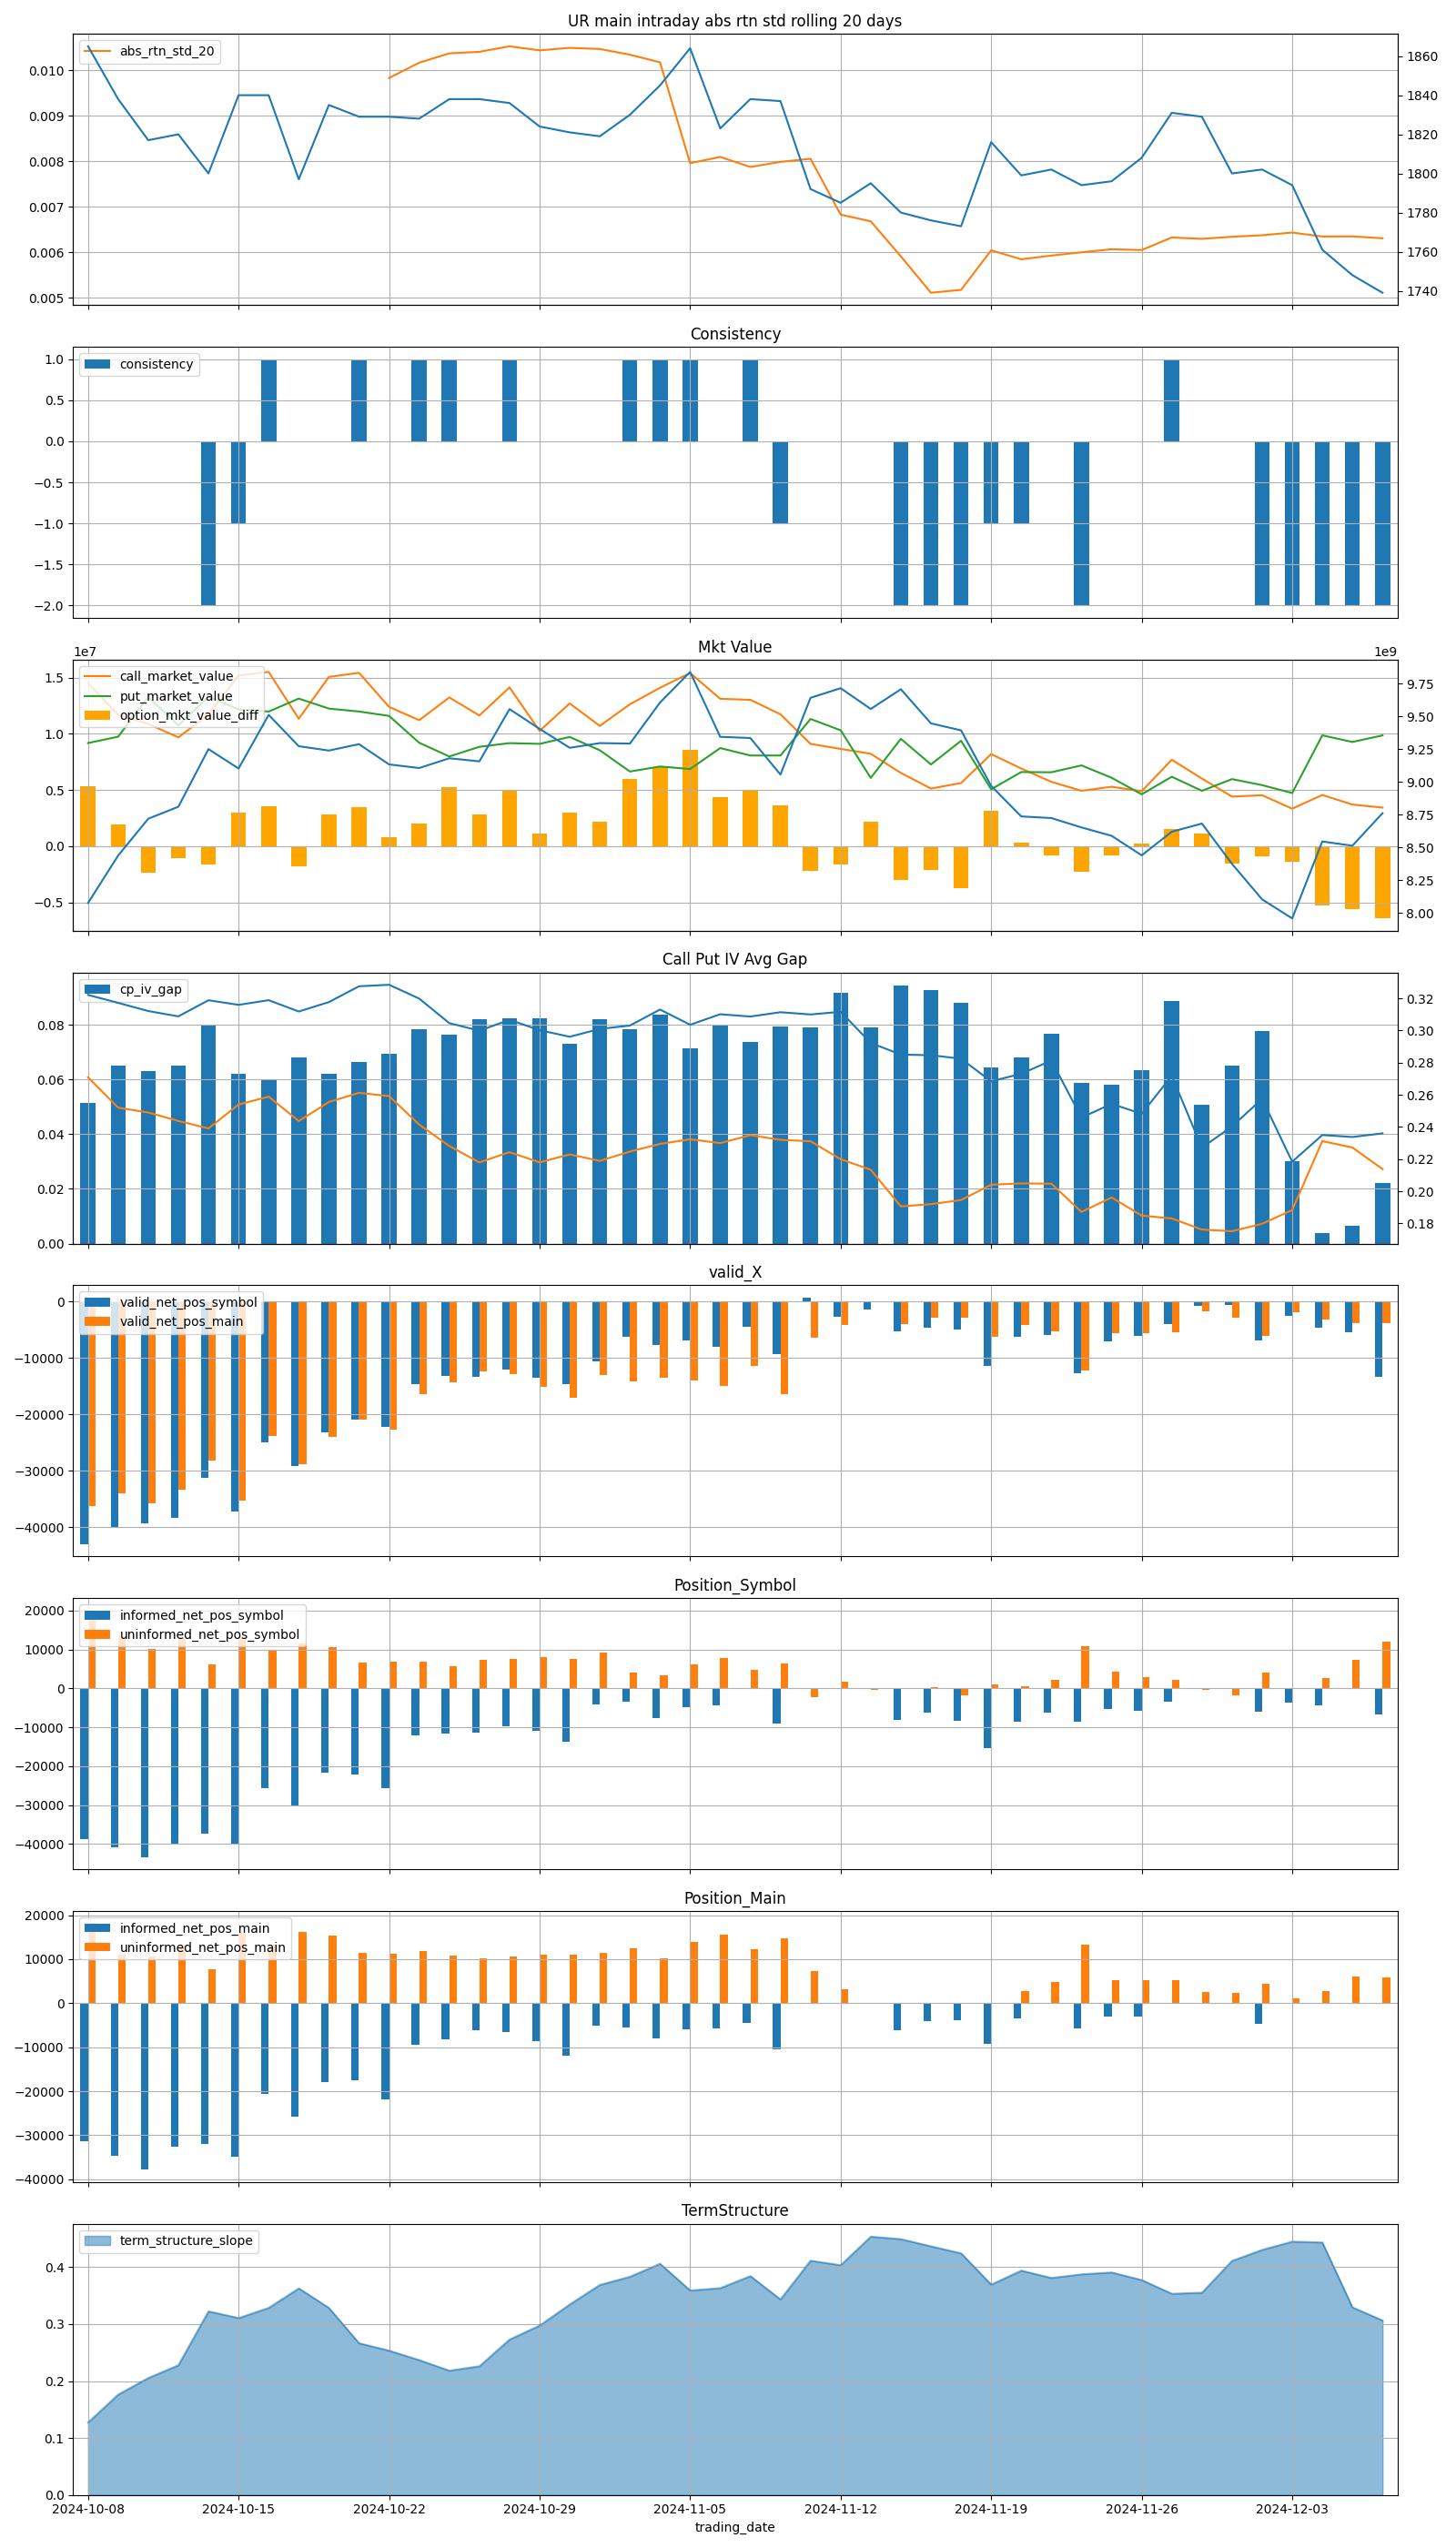 UR main intraday abs rtn std rolling 20 days
abs_rtn_std_20
0.010
0.009
0.008
0.007
0.006
0.005
1860
1840
1820
1800
1780
1760
1740
Consistency
consistency
1.0
0.5
0.0
−0.5
−1.0
−1.5
−2.0
Mkt Value
1e7
1e9
call_market_value
put_market_value
option_mkt_value_diff
1.5
1.0
0.5
0.0
−0.5
9.75
9.50
9.25
9.00
8.75
8.50
8.25
8.00
Call Put IV Avg Gap
cp_iv_gap
0.08
0.06
0.04
0.02
0.00
0.32
0.30
0.28
0.26
0.24
0.22
0.20
0.18
valid_X
valid_net_pos_symbol
valid_net_pos_main
0
−10000
−20000
−30000
−40000
Position_Symbol
informed_net_pos_symbol
uninformed_net_pos_symbol
20000
10000
0
−10000
−20000
−30000
−40000
Position_Main
informed_net_pos_main
uninformed_net_pos_main
20000
10000
0
−10000
−20000
−30000
−40000
TermStructure
term_structure_slope
0.4
0.3
0.2
0.1
0.0
2024-10-08 2024-10-15 2024-10-22 2024-10-29 2024-11-05 2024-11-12 2024-11-19 2024-11-26 2024-12-03
trading_date